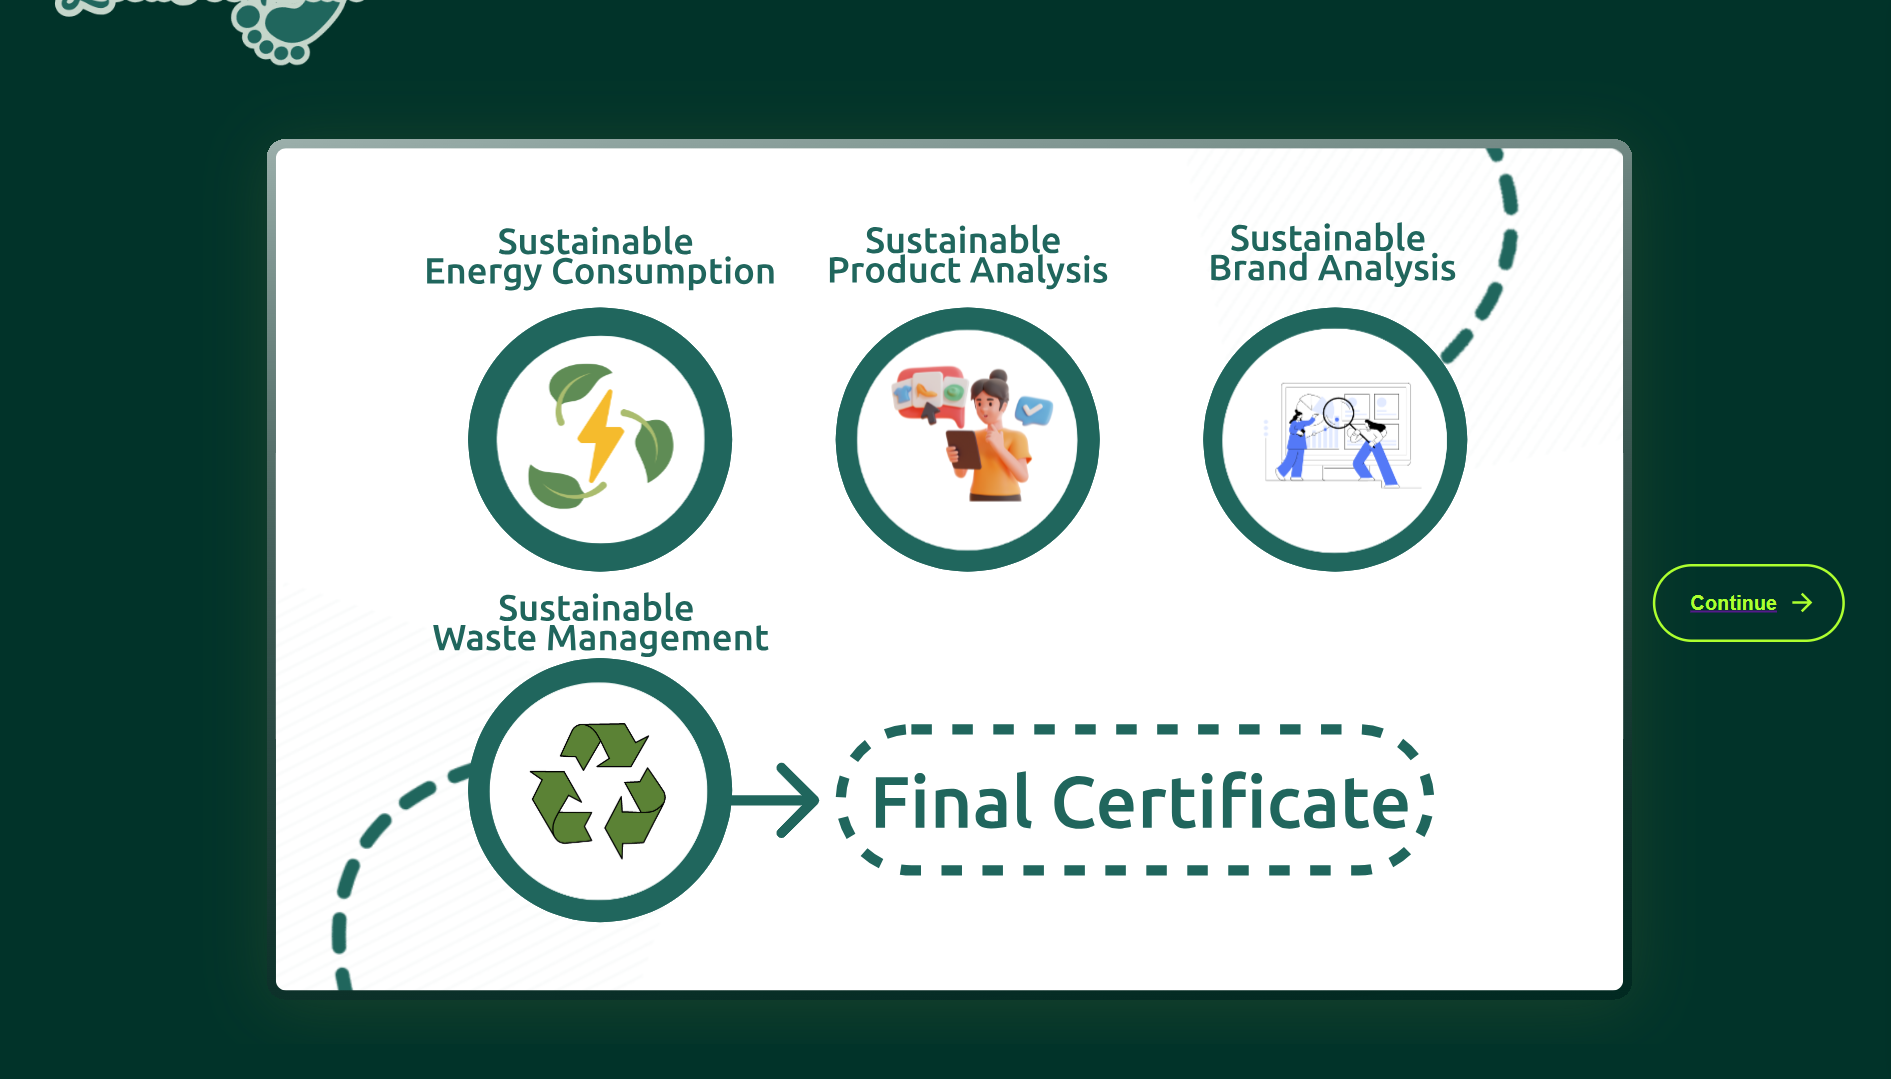 Sustainable
Energy Consumption
Sustainable
Product Analysis
Sustainable
Brand Analysis
Continue
Sustainable
Waste Management
Final Certificate